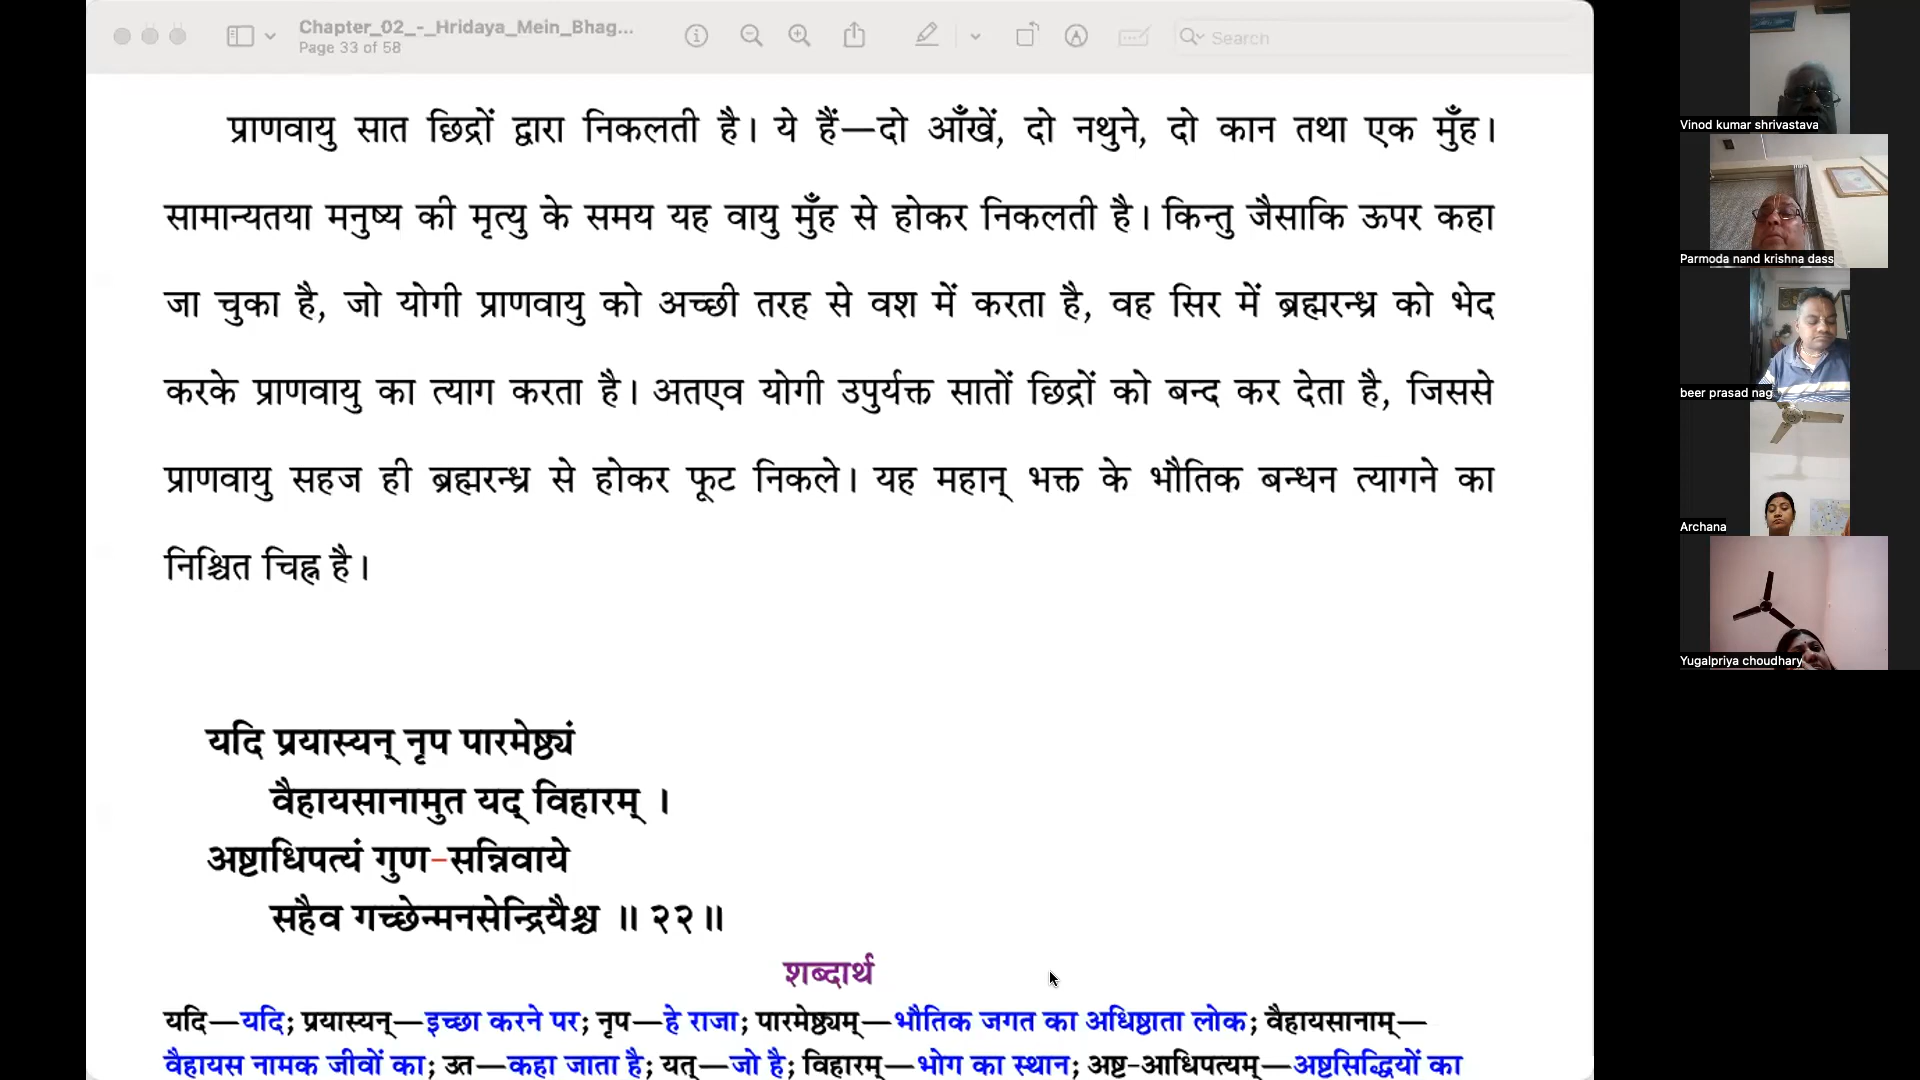 Chapter_02_-_Hridaya_Mein_Bhag...
Page 33 of 58
Search
प्राणवायु सात छिद्रों द्वारा निकलती है। ये हैं—दो आँखें, दो नथुने, दो कान तथा एक मुँह।
सामान्यतया मनुष्य की मृत्यु के समय यह वायु मुँह से होकर निकलती है। किन्तु जैसाकि ऊपर कहा
जा चुका है, जो योगी प्राणवायु को अच्छी तरह से वश में करता है, वह सिर में ब्रह्मरन्ध्र को भेद
करके प्राणवायु का त्याग करता है। अतएव योगी उपुर्यक्त सातों छिद्रों को बन्द कर देता है, जिससे
प्राणवायु सहज ही ब्रह्मरन्ध्र से होकर फूट निकले। यह महान् भक्त के भौतिक बन्धन त्यागने का
निश्चित चिह्न है।
यदि प्रयास्यन् नृप पारमेष्ठ्यं
वैहायसानामुत यद् विहारम् ।
अष्टाधिपत्यं गुण-सन्निवाये
सहैव गच्छेन्मनसेन्द्रियैश्च ॥ २२॥
शब्दार्थ
यदि—यदि; प्रयास्यन्—इच्छा करने पर; नृप—हे राजा; पारमेष्ठ्यम्—भौतिक जगत का अधिष्ठाता लोक; वैहायसानाम्—
वैहायस नामक जीवों का; उत—कहा जाता है; यत्—जो है; विहारम्—भोग का स्थान; अष्ट-आधिपत्यम्—अष्टसिद्धियों का
Vinod kumar shrivastava
Parmoda nand krishna dass
beer prasad nag
Archana
Yugalpriya choudhary